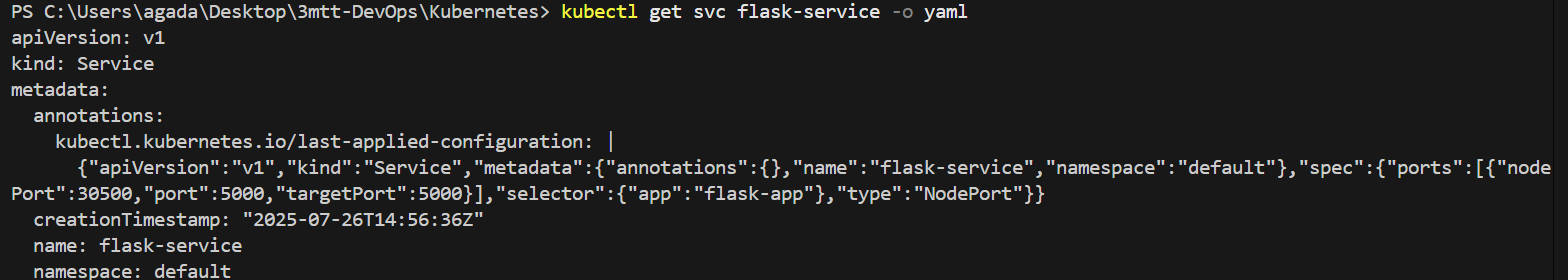 PS C:\Users\agada\Desktop\3mtt-DevOps\Kubernetes> kubectl get svc flask-service -o yaml
apiVersion: v1
kind: Service
metadata:
  annotations:
    kubectl.kubernetes.io/last-applied-configuration: |
      {"apiVersion":"v1","kind":"Service","metadata":{"annotations":{},"name":"flask-service","namespace":"default"},"spec":{"ports":[{"node
Port":30500,"port":5000,"targetPort":5000}],"selector":{"app":"flask-app"},"type":"NodePort"}}
  creationTimestamp: "2025-07-26T14:56:36Z"
  name: flask-service
  namespace: default